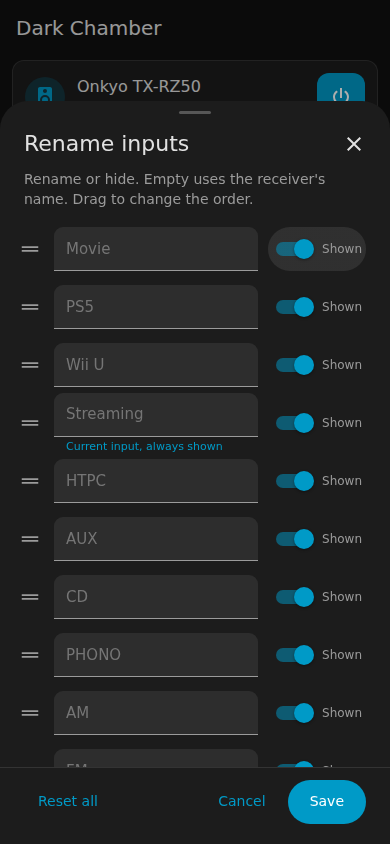 Dark Chamber
Onkyo TX-RZ50
Rename inputs
Rename or hide. Empty uses the receiver's
name. Drag to change the order.
Movie
Shown
PS5
Shown
Wii U
Shown
Streaming
Shown
Current input, always shown
HTPC
Shown
AUX
Shown
CD
Shown
PHONO
Shown
AM
Shown
Reset all
Cancel
Save